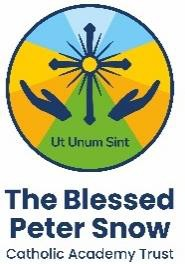 Ut Unum Sint
The Blessed
Peter Snow
Catholic Academy Trust